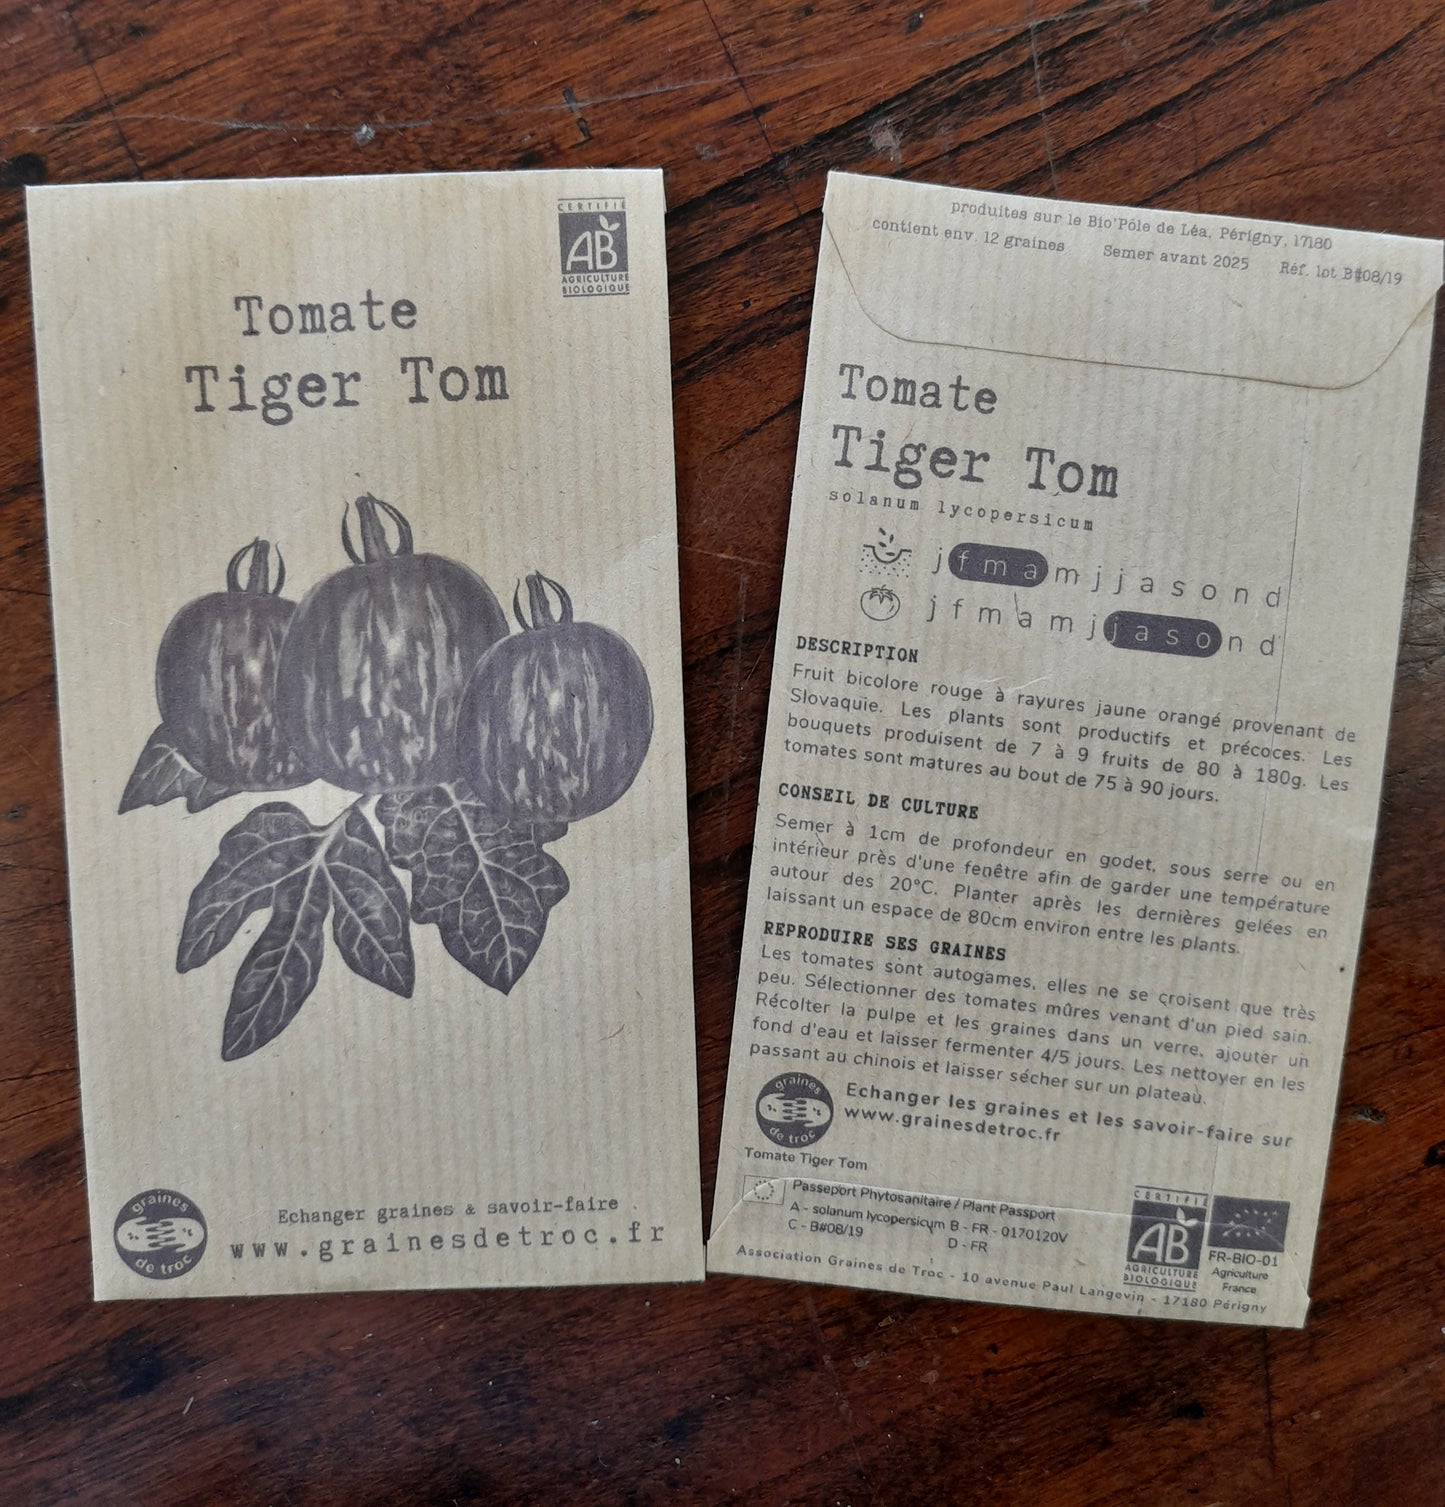 CERTIFIÉ
AB
AGRICULTURE
BIOLOGIQUE
Tomate
Tiger Tom
graines
de troc
Echanger graines & savoir-faire
www.grainesdetroc.fr
produites sur le Bio'Pôle de Léa, Périgny, 17180
contient env. 12 graines Semer avant 2025 Réf. lot B#08/19
Tomate
Tiger Tom
solanum lycopersicum
j f m a m j j a s o n d
j f m a m j j a s o n d
DESCRIPTION
Fruit bicolore rouge à rayures jaune orangé provenant de
Slovaquie. Les plants sont productifs et précoces. Les
bouquets produisent de 7 à 9 fruits de 80 à 180g. Les
tomates sont matures au bout de 75 à 90 jours.
CONSEIL DE CULTURE
Semer à 1cm de profondeur en godet, sous serre ou en
intérieur près d'une fenêtre afin de garder une température
autour des 20°C. Planter après les dernières gelées en
laissant un espace de 80cm environ entre les plants.
REPRODUIRE SES GRAINES
Les tomates sont autogames, elles ne se croisent que très
peu. Sélectionner des tomates mûres venant d'un pied sain.
Récolter la pulpe et les graines dans un verre, ajouter un
fond d'eau et laisser fermenter 4/5 jours. Les nettoyer en les
passant au chinois et laisser sécher sur un plateau.
graines
de troc
Echanger les graines et les savoir-faire sur
www.grainesdetroc.fr
Tomate Tiger Tom
Passeport Phytosanitaire / Plant Passport
A - solanum lycopersicum B - FR - 0170120V
C - B#08/19 D - FR
CERTIFIÉ
AB
AGRICULTURE
BIOLOGIQUE
FR-BIO-01
Agriculture
France
Association Graines de Troc - 10 avenue Paul Langevin - 17180 Périgny